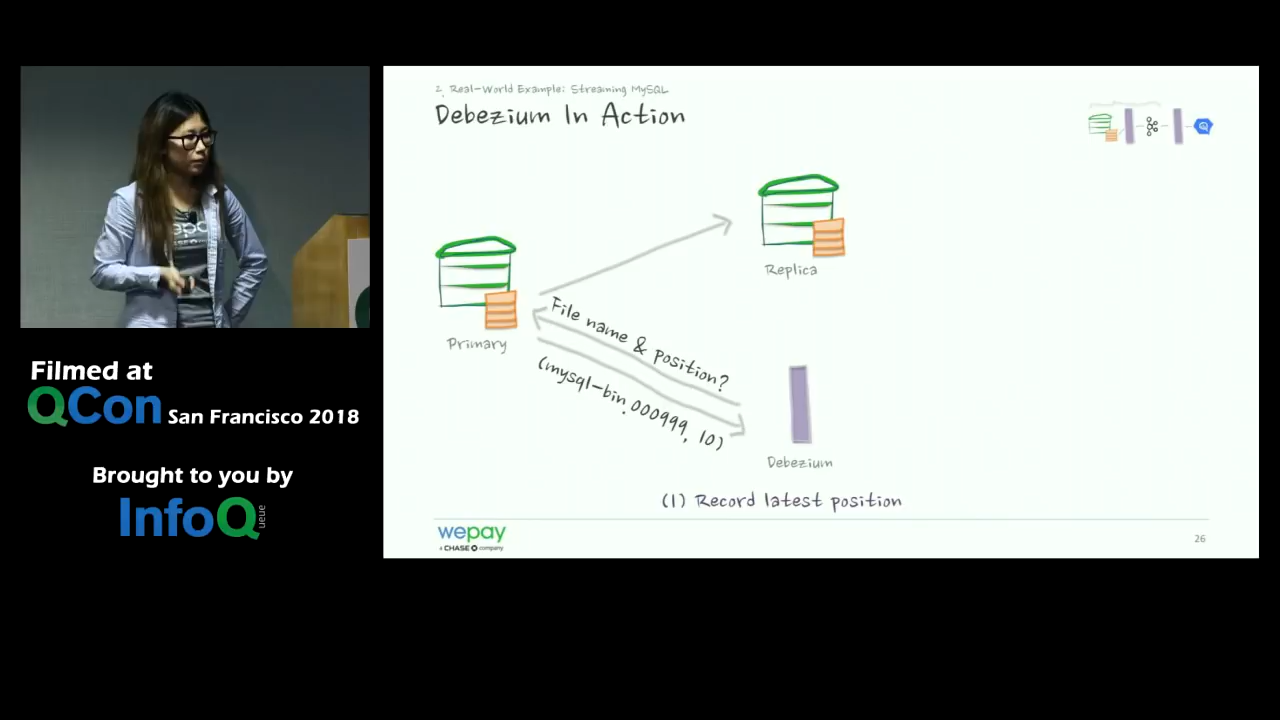 2. Real-World Example: Streaming MySQL
Debezium In Action
Replica
Primary
File name & position?
(mysql-bin.000999, 10)
Debezium
(1) Record latest position
wepay
a CHASE company
26
Filmed at
QCon San Francisco 2018
Brought to you by
InfoQueue